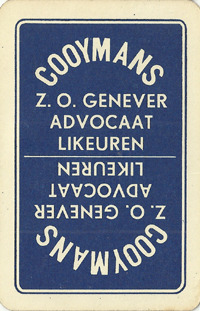 COOYMANS
Z. O. GENEVER
ADVOCAAT
LIKEUREN
COOYMANS
Z. O. GENEVER
ADVOCAAT
LIKEUREN